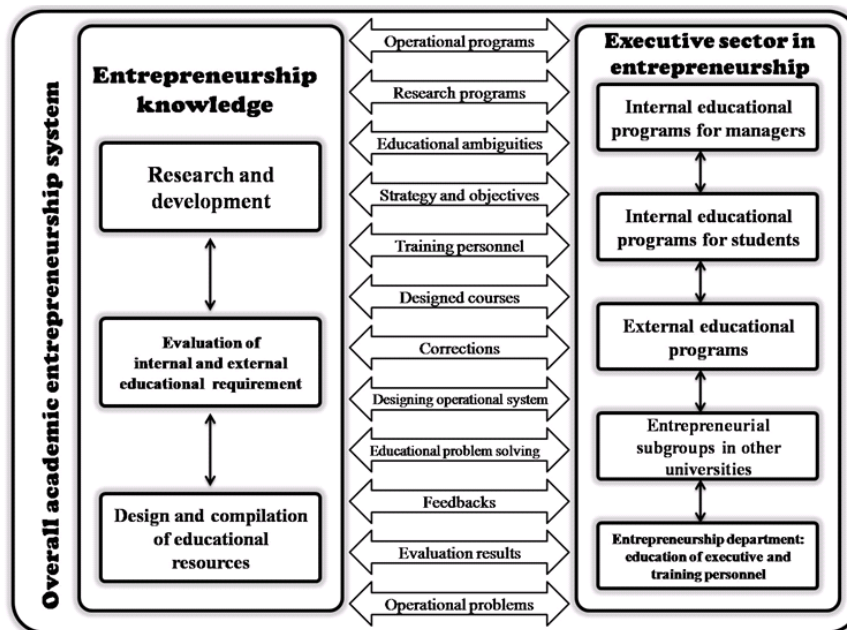 Overall academic entrepreneurship system
Entrepreneurship
knowledge
Research and
development
Evaluation of
internal and external
educational requirement
Design and compilation
of educational
resources
Operational programs
Research programs
Educational ambiguities
Strategy and objectives
Training personnel
Designed courses
Corrections
Designing operational system
Educational problem solving
Feedbacks
Evaluation results
Operational problems
Executive sector in
entrepreneurship
Internal educational
programs for managers
Internal educational
programs for students
External educational
programs
Entrepreneurial
subgroups in other
universities
Entrepreneurship department:
education of executive and
training personnel